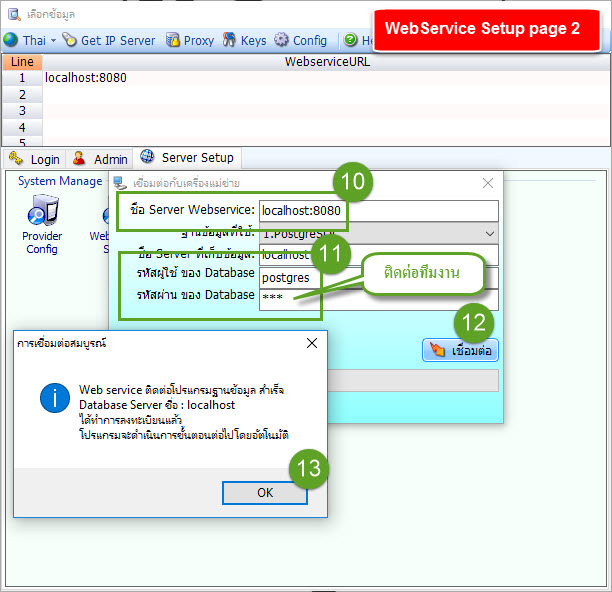 เลือกข้อมูล
WebService Setup page 2
Thai Get IP Server Proxy Keys Config
Line WebserviceURL
1 localhost:8080
2
3
4
5
Login Admin Server Setup
System Manage
Provider Config
เชื่อมต่อกับเครื่องแม่ข่าย
10
ชื่อ Server Webservice: localhost:8080
ฐานข้อมูลที่ใช้: 1.PostgreSQL
11
ชื่อ Server ที่เก็บข้อมูล: localhost
รหัสผู้ใช้ ของ Database postgres
ติดต่อทีมงาน
รหัสผ่าน ของ Database ***
12
เชื่อมต่อ
การเชื่อมต่อสมบูรณ์
Web service ติดต่อโปรแกรมฐานข้อมูล สำเร็จ
Database Server ชื่อ : localhost
ได้ทำการลงทะเบียนแล้ว
โปรแกรมจะดำเนินการขั้นตอนต่อไปโดยอัตโนมัติ
13
OK